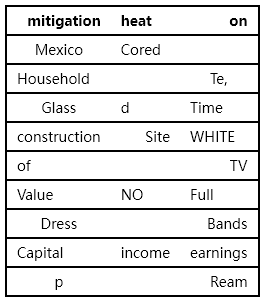 mitigation heat on
Mexico Cored
Household Te,
Glass d Time
construction Site WHITE
of TV
Value NO Full
Dress Bands
Capital income earnings
p Ream